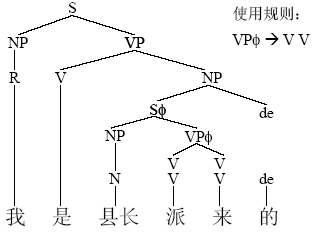 S
使用规则：
NP VP
VPϕ → V V
R V NP
Sϕ de
NP VPϕ
V V
N V V de
我 是 县长 派 来 的